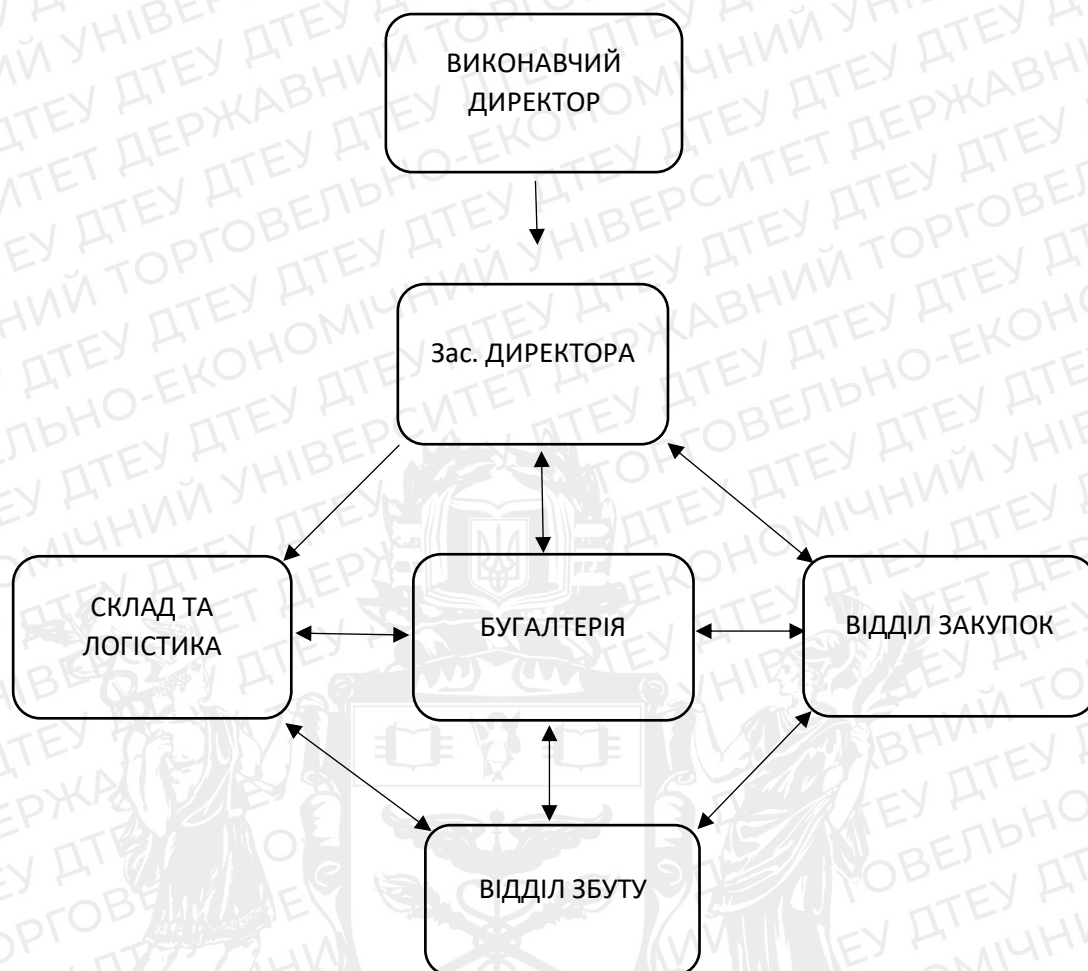 ВИКОНАВЧИЙ
ДИРЕКТОР
Зас. ДИРЕКТОРА
СКЛАД ТА
ЛОГІСТИКА
БУГАЛТЕРІЯ
ВІДДІЛ ЗАКУПОК
ВІДДІЛ ЗБУТУ